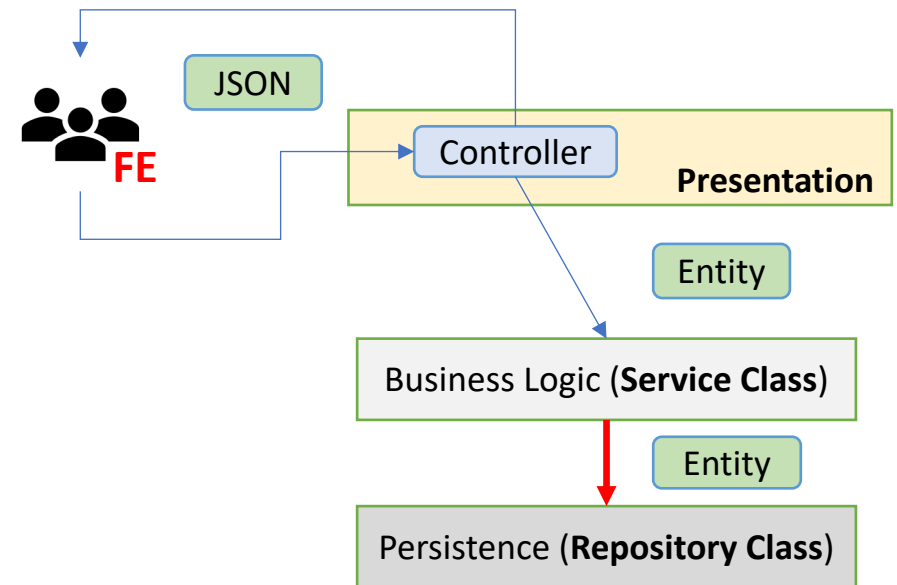 JSON
FE
Controller
Presentation
Entity
Business Logic (Service Class)
Entity
Persistence (Repository Class)